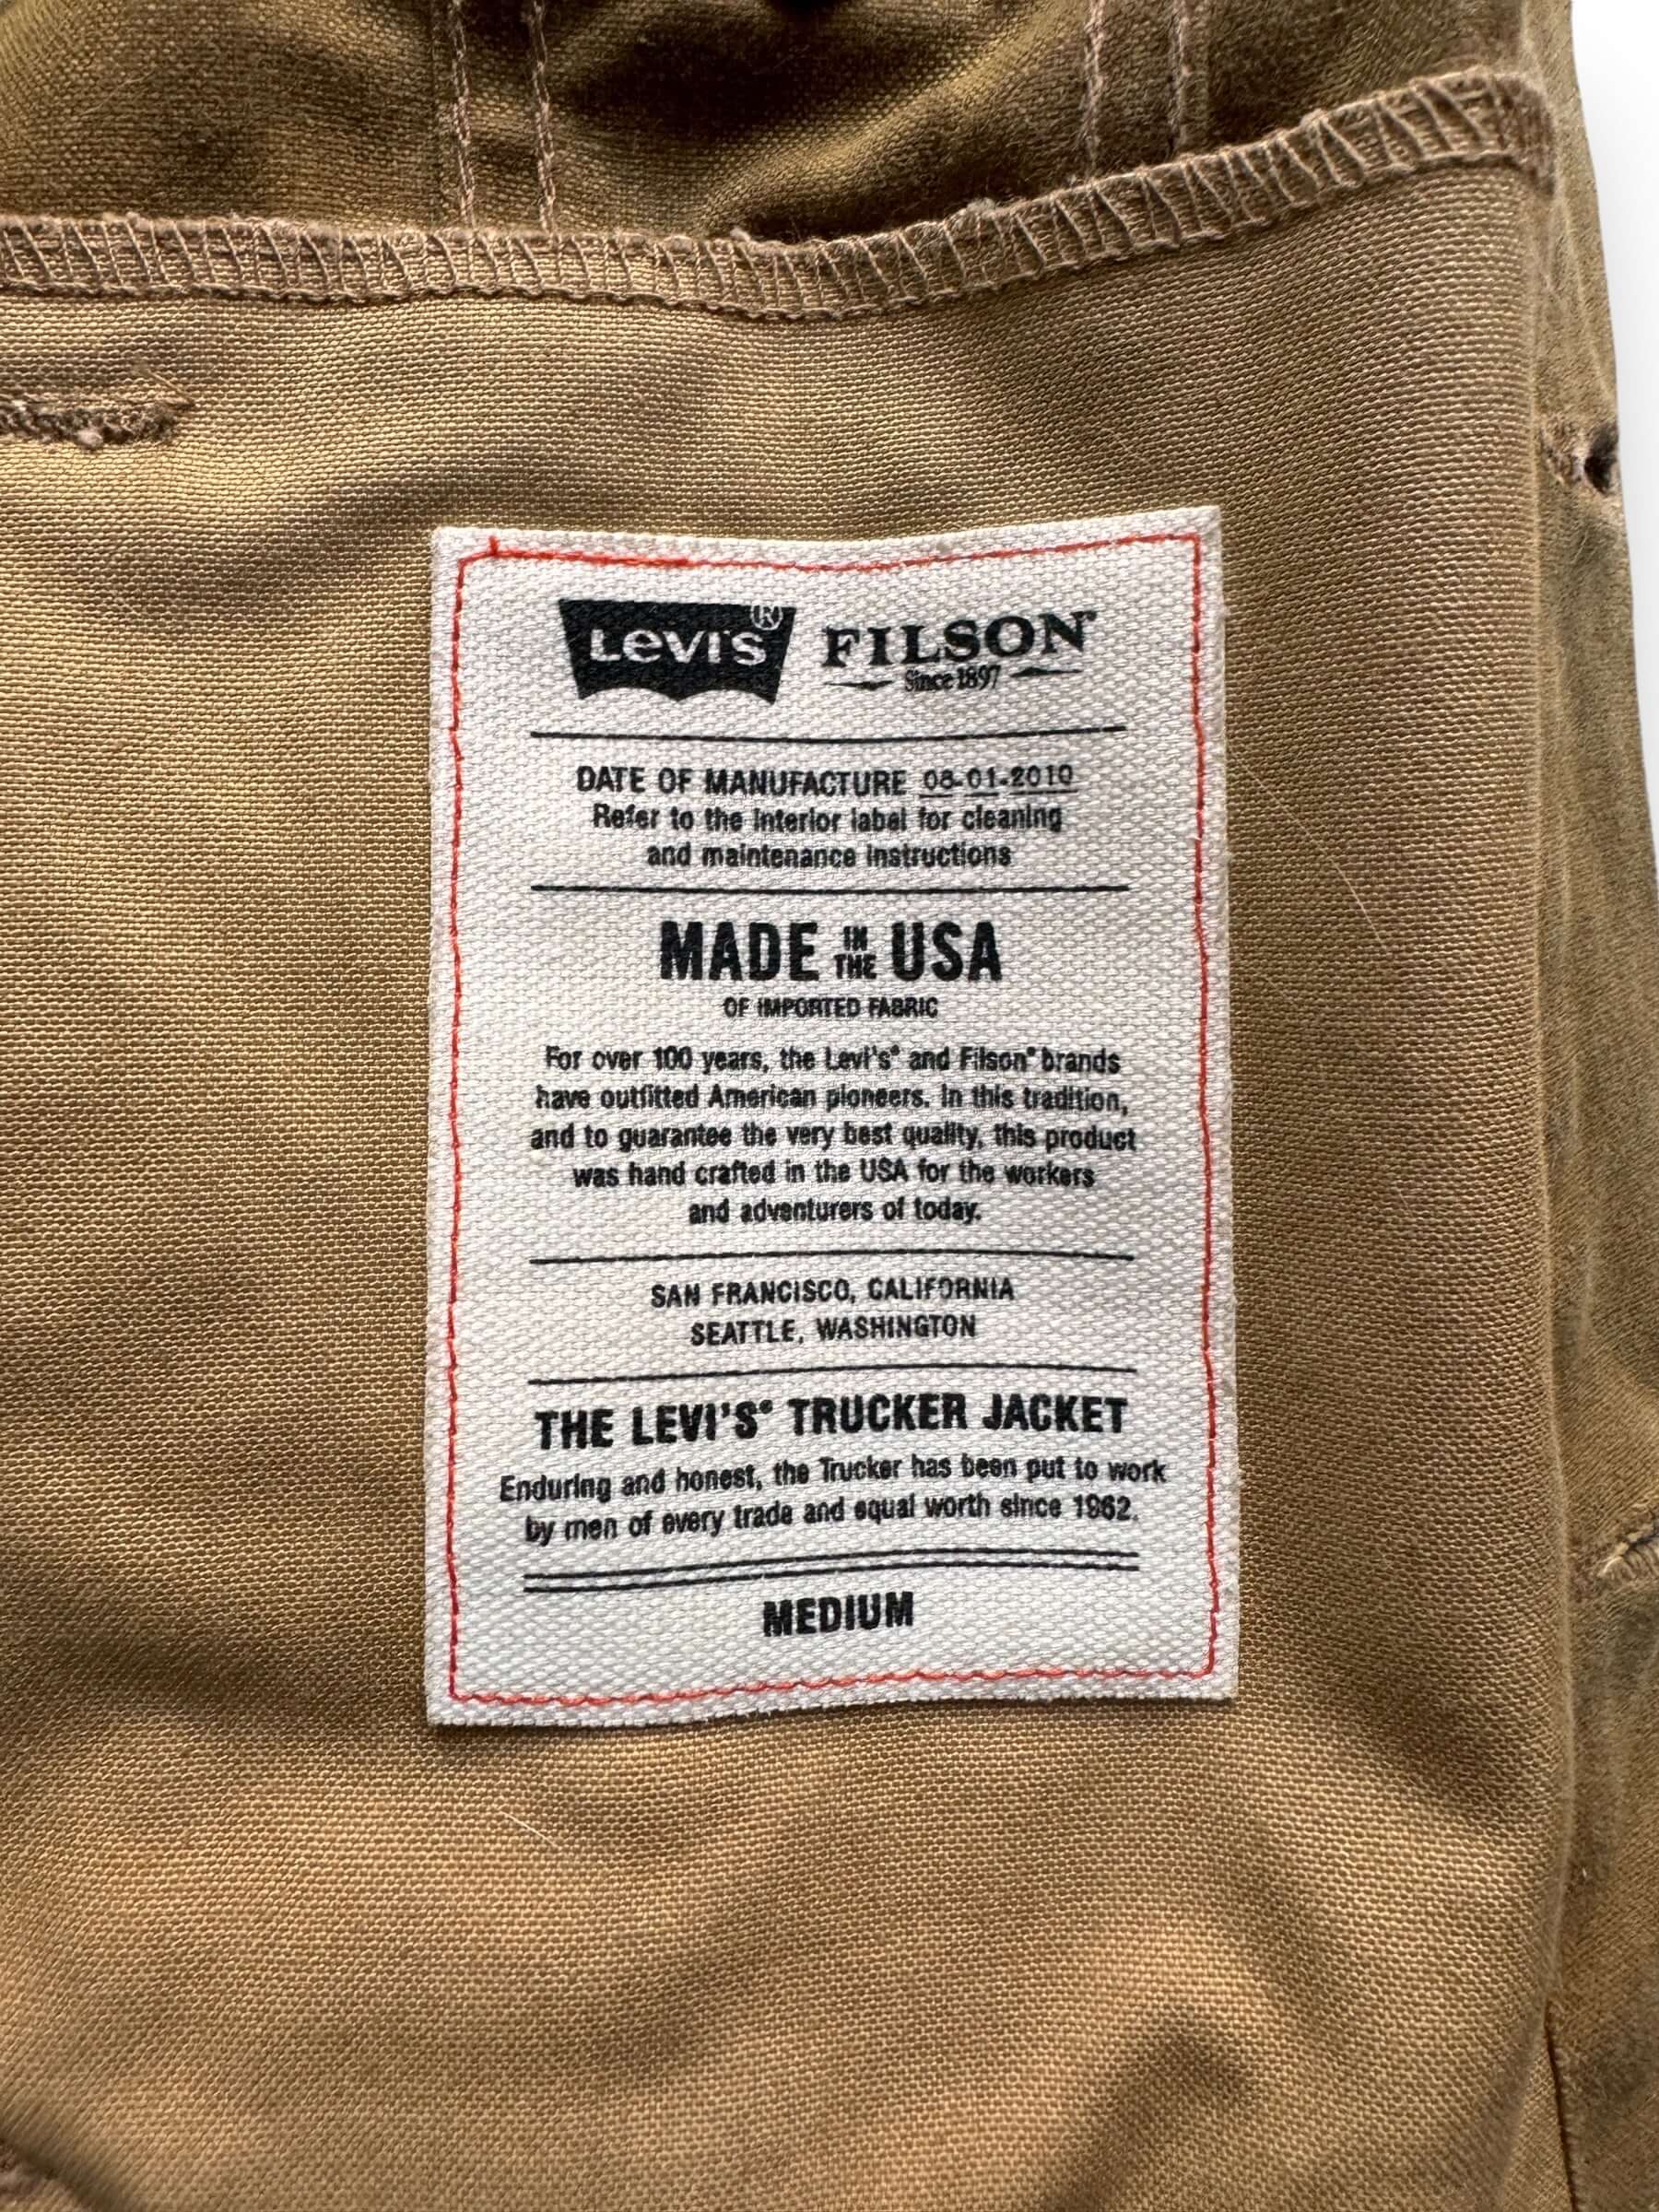 Levi's® FILSON®
Since 1897
DATE OF MANUFACTURE 08-01-2010
Refer to the interior label for cleaning
and maintenance instructions
MADE IN THE USA
OF IMPORTED FABRIC
For over 100 years, the Levi's® and Filson® brands
have outfitted American pioneers. In this tradition,
and to guarantee the very best quality, this product
was hand crafted in the USA for the workers
and adventurers of today.
SAN FRANCISCO, CALIFORNIA
SEATTLE, WASHINGTON
THE LEVI'S® TRUCKER JACKET
Enduring and honest, the Trucker has been put to work
by men of every trade and equal worth since 1962.
MEDIUM